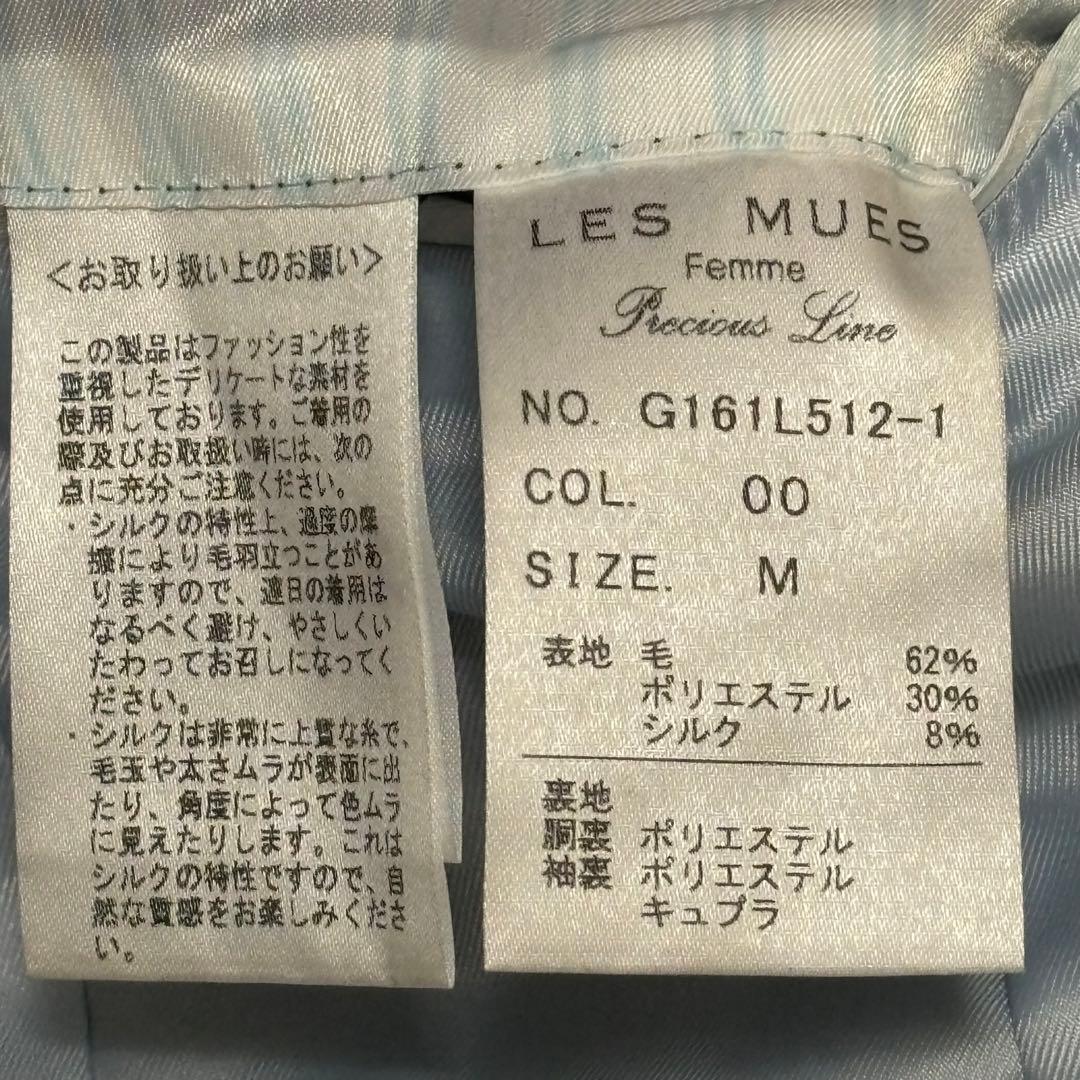 <お取り扱い上のお願い>
この製品はファッション性を
重視したデリケートな素材を
使用しております。ご着用の
際及びお取扱い時には、次の
点に充分ご注意ください。
・シルクの特性上、過度の摩
擦により毛羽立つことがあ
りますので、連日の着用は
なるべく避け、やさしくい
たわってお召しになってく
ださい。
・シルクは非常に上質な糸で、
毛玉や太さムラが表面に出
たり、角度によって色ムラ
に見えたりします。これは
シルクの特性ですので、自
然な質感をお楽しみくださ
い。
LES MUES
Femme
Precious Line
NO. G161L512-1
COL. 00
SIZE. M
表地 毛 62%
ポリエステル 30%
シルク 8%
裏地
胴裏 ポリエステル
袖裏 ポリエステル
キュプラ